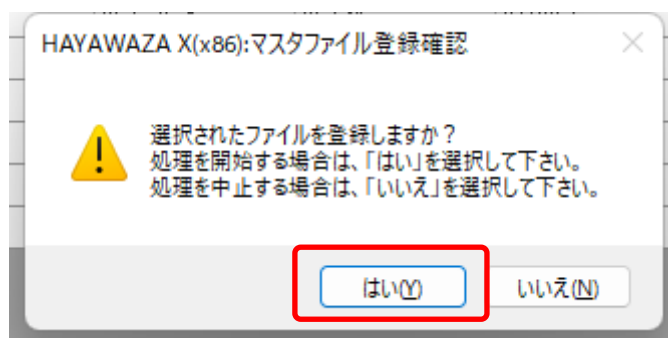 HAYAWAZA X(x86):マスタファイル登録確認
選択されたファイルを登録しますか？
処理を開始する場合は、「はい」を選択して下さい。
処理を中止する場合は、「いいえ」を選択して下さい。
はい(Y) いいえ(N)